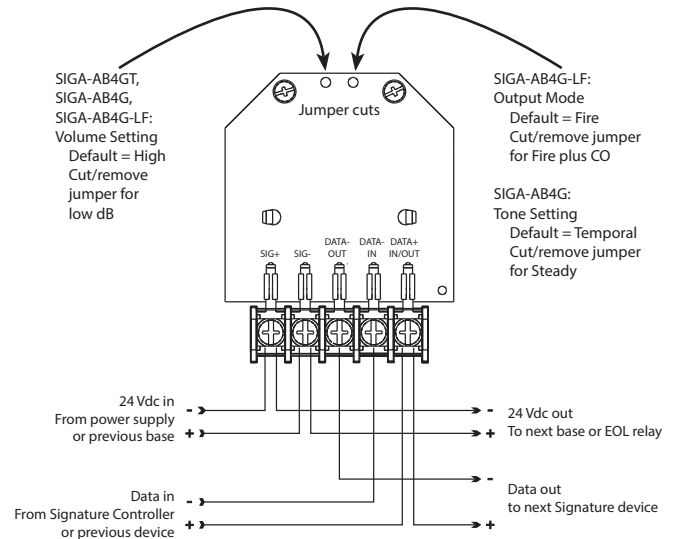 SIGA-AB4GT,
SIGA-AB4G,
SIGA-AB4G-LF:
Volume Setting
Default = High
Cut/remove
jumper for
low dB
Jumper cuts
SIGA-AB4G-LF:
Output Mode
Default = Fire
Cut/remove jumper
for Fire plus CO
SIGA-AB4G:
Tone Setting
Default = Temporal
Cut/remove jumper
for Steady
SIG+
SIG-
DATA-
OUT
DATA-
IN
DATA+
IN/OUT
24 Vdc in
From power supply
or previous base
-
+
-
+
24 Vdc out
To next base or EOL relay
Data in
From Signature Controller
or previous device
-
+
-
+
Data out
to next Signature device